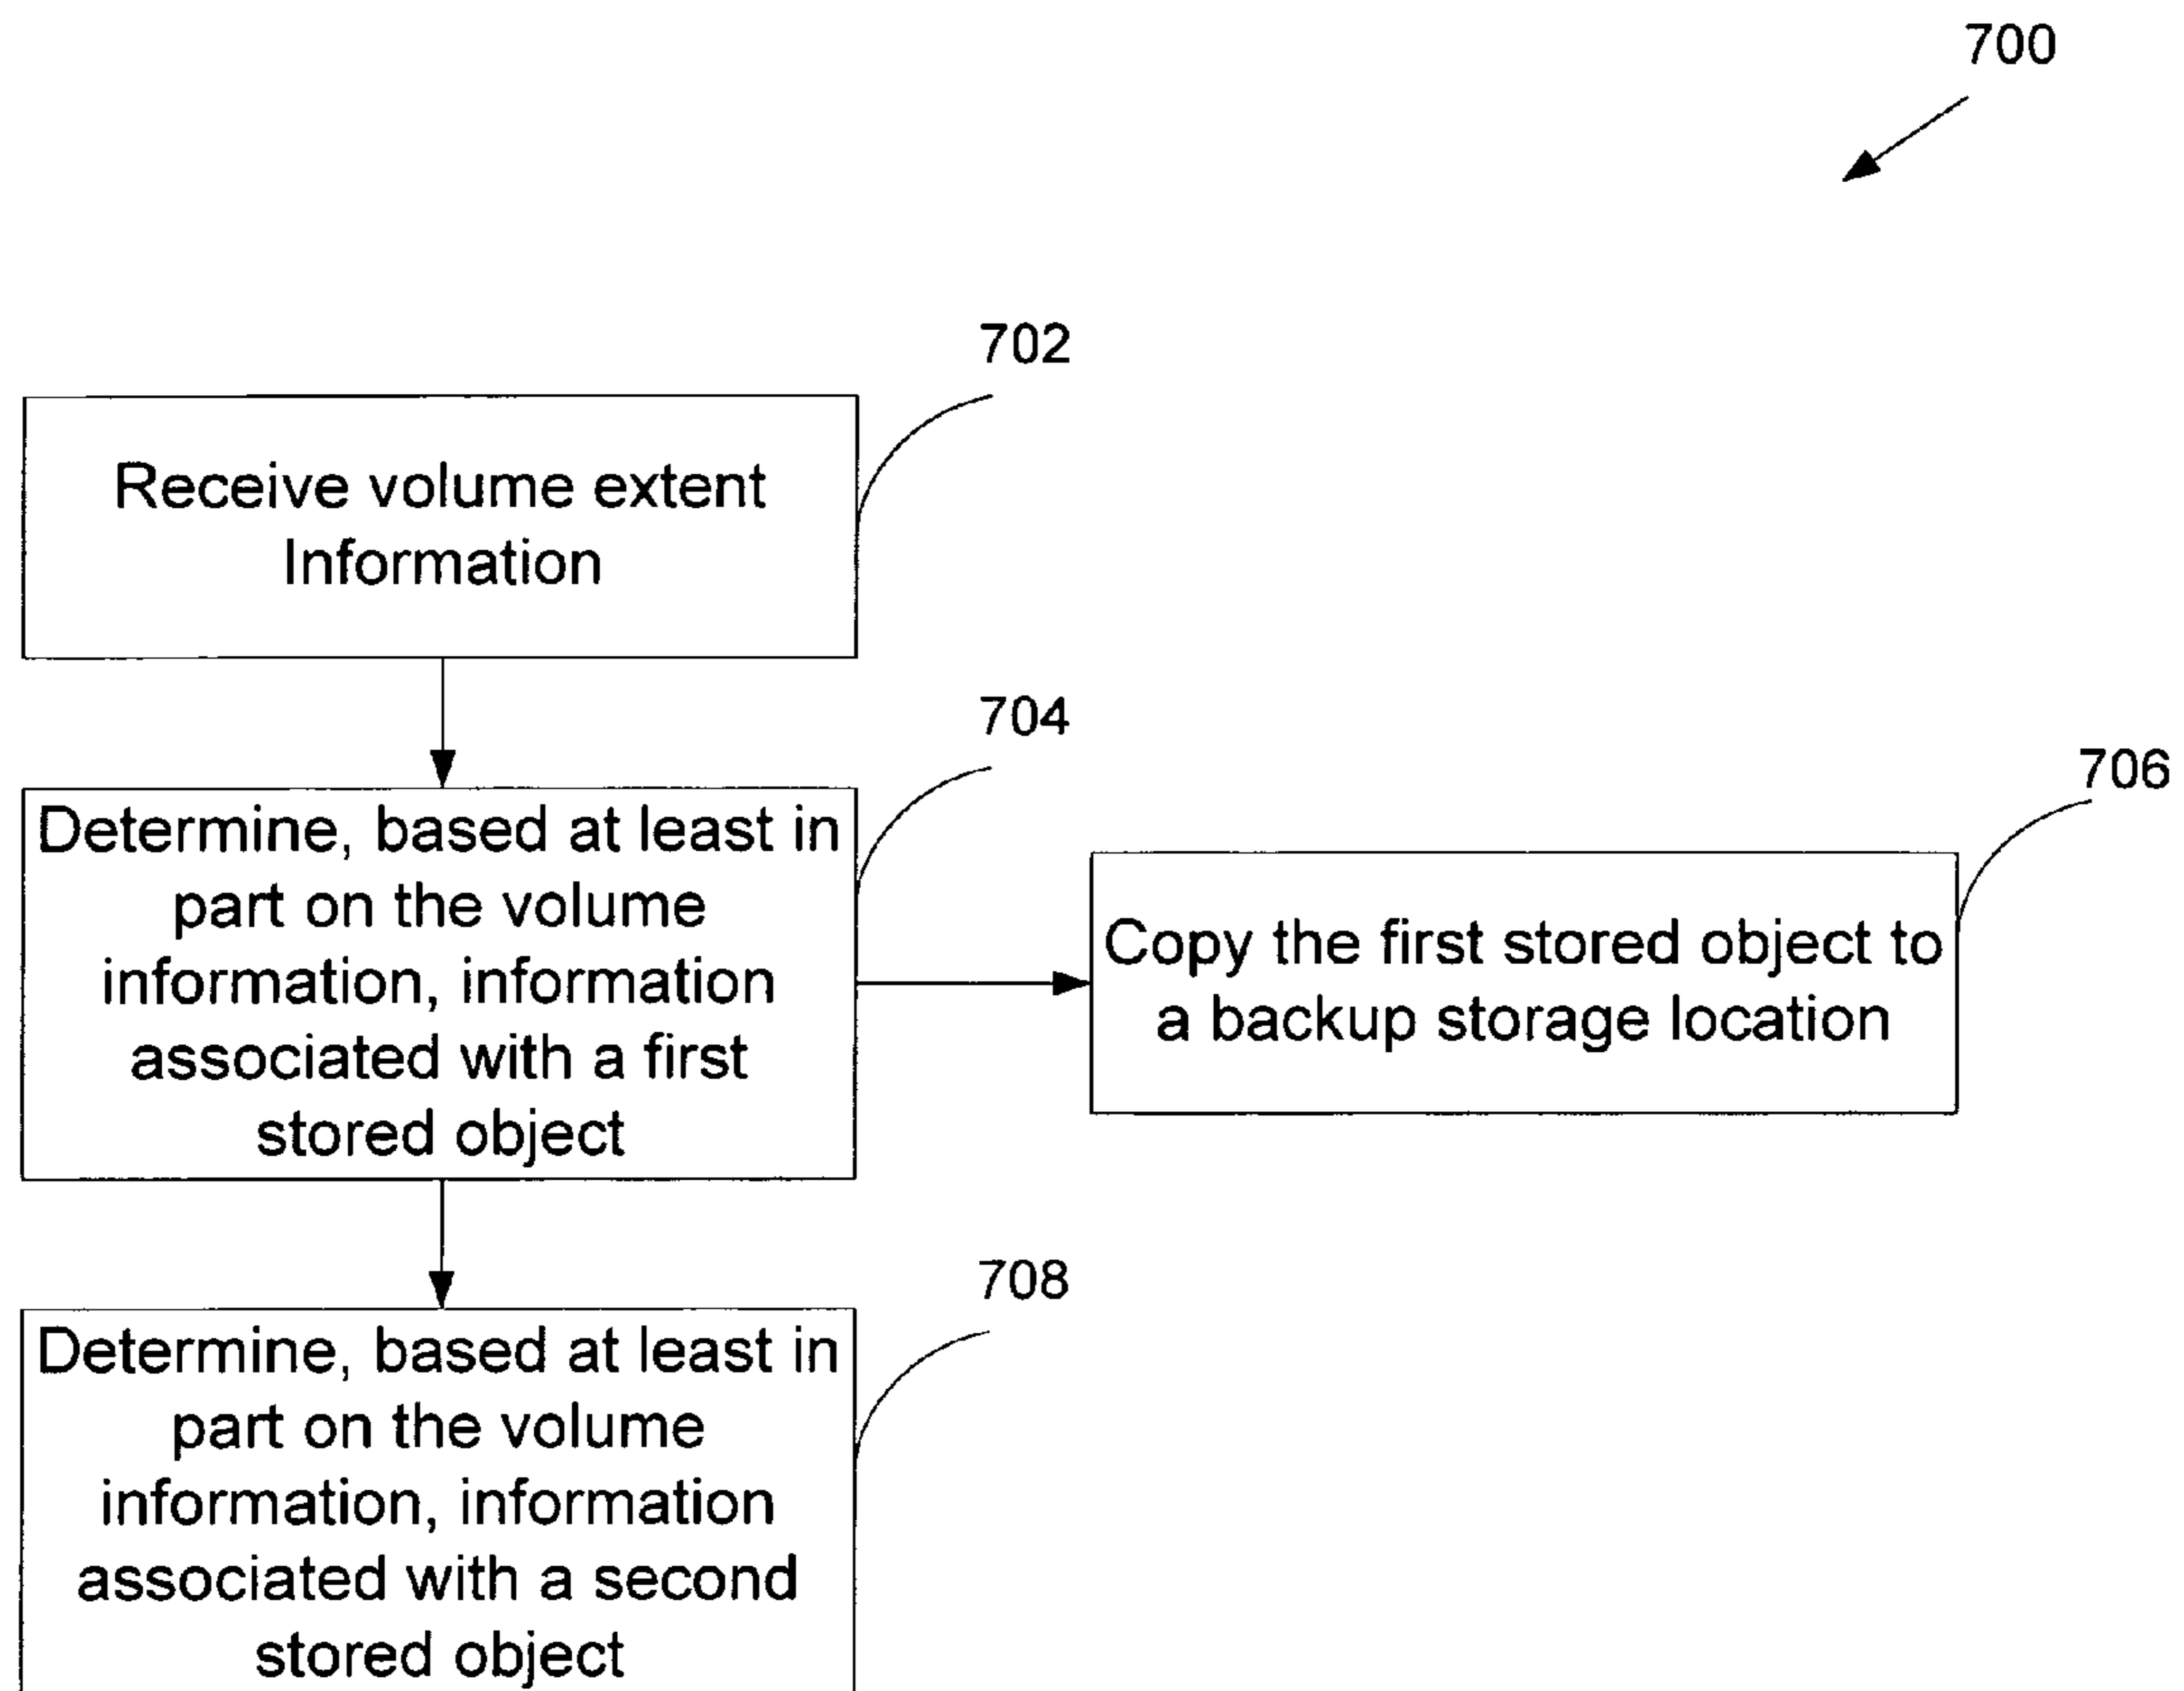 700
702
Receive volume extent
Information
704
Determine, based at least in
part on the volume
information, information
associated with a first
stored object
706
Copy the first stored object to
a backup storage location
708
Determine, based at least in
part on the volume
information, information
associated with a second
stored object